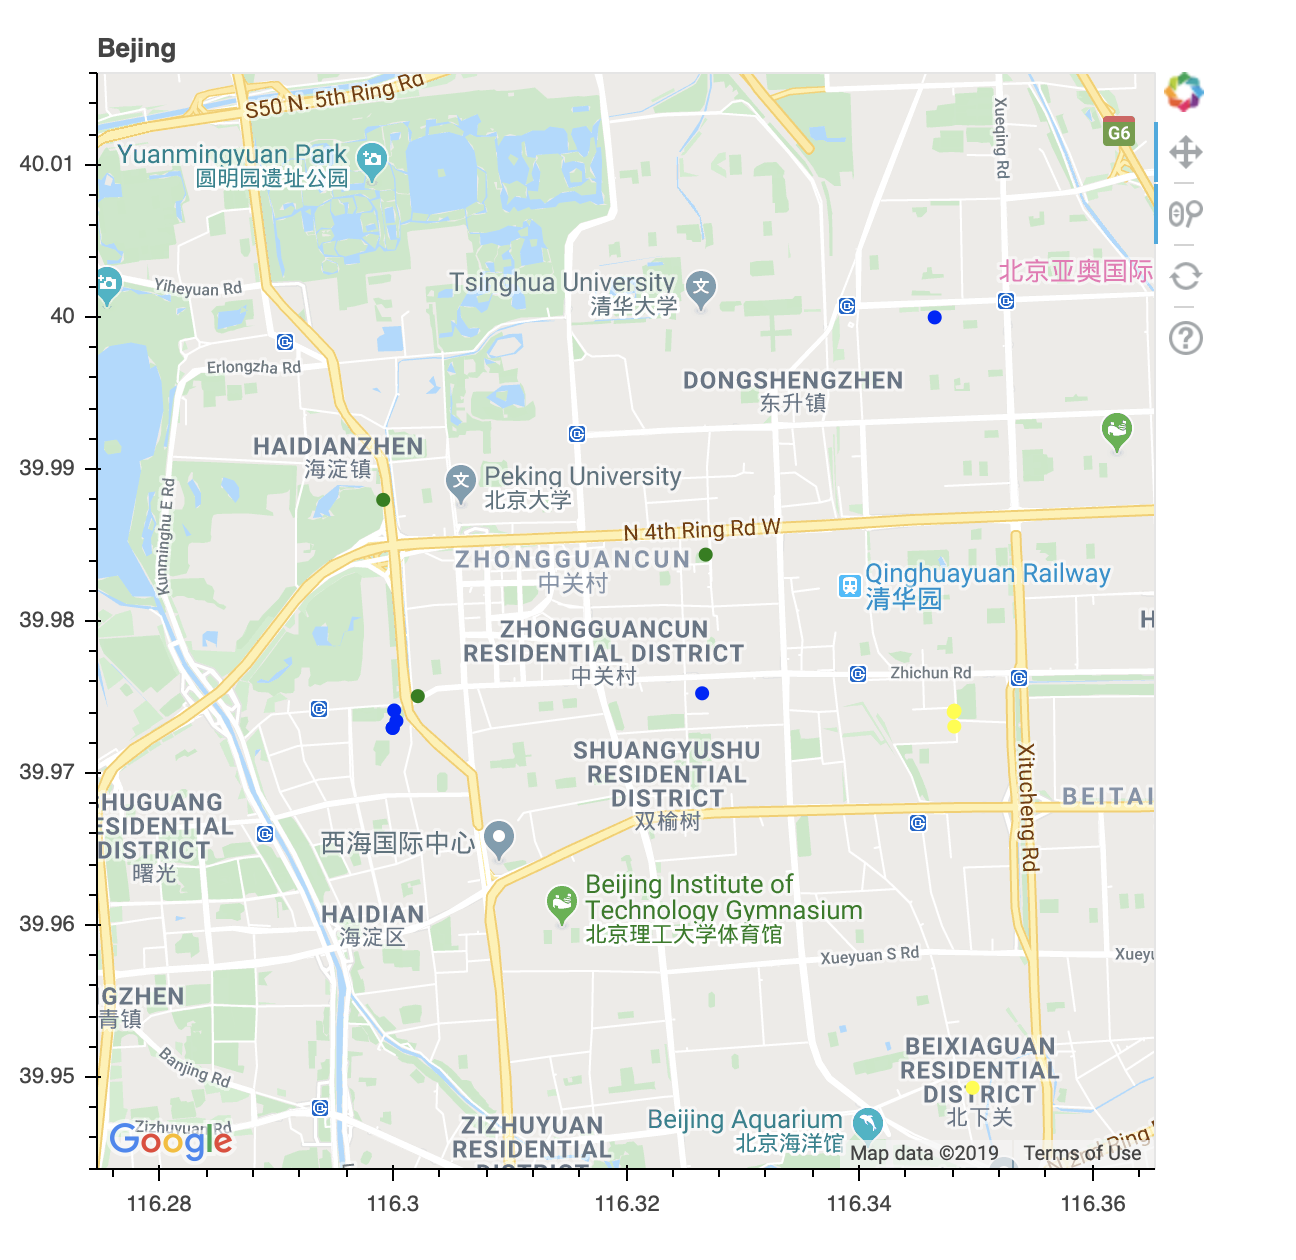 Bejing
S50 N. 5th Ring Rd
Xueqing Rd
G6
Yuanmingyuan Park
圆明园遗址公园
40.01
Tsinghua University
清华大学
北京亚奥国际
Yiheyuan Rd
40
Erlongzha Rd
DONGSHENGZHEN
东升镇
HAIDIANZHEN
海淀镇
39.99
Peking University
北京大学
Kunminghu E Rd
N 4th Ring Rd W
ZHONGGUANCUN
中关村
Qinghuayuan Railway
清华园
39.98
H
ZHONGGUANCUN
RESIDENTIAL DISTRICT
中关村
Zhichun Rd
39.97
SHUANGYUSHU
RESIDENTIAL
DISTRICT
双榆树
Xitucheng Rd
BEITAI
HUGUANG
ESIDENTIAL
DISTRICT
曙光
西海国际中心
Beijing Institute of
Technology Gymnasium
北京理工大学体育馆
39.96
HAIDIAN
海淀区
Xueyuan S Rd
Xueyu
GZHEN
青镇
39.95
Banjing Rd
BEIXIAGUAN
RESIDENTIAL
DISTRICT
北下关
Zizhuyuan Rd
Google
ZIZHUYUAN
RESIDENTIAL
DISTRICT
Beijing Aquarium
北京海洋馆
N 2nd Ring
Map data ©2019
Terms of Use
116.28
116.3
116.32
116.34
116.36